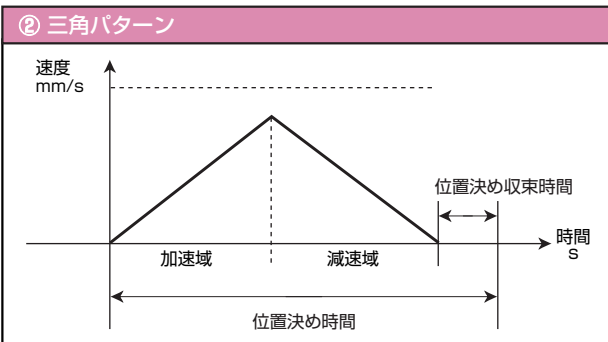 ② 三角パターン
速度
mm/s
位置決め収束時間
時間
s
加速域
減速域
位置決め時間